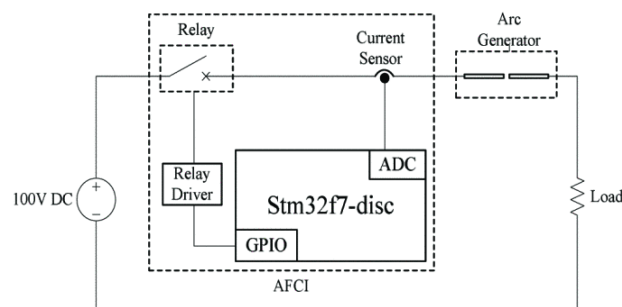 Relay
Current
Sensor
Arc
Generator
ADC
Relay
Driver
Stm32f7-disc
100V DC
+
−
Load
GPIO
AFCI